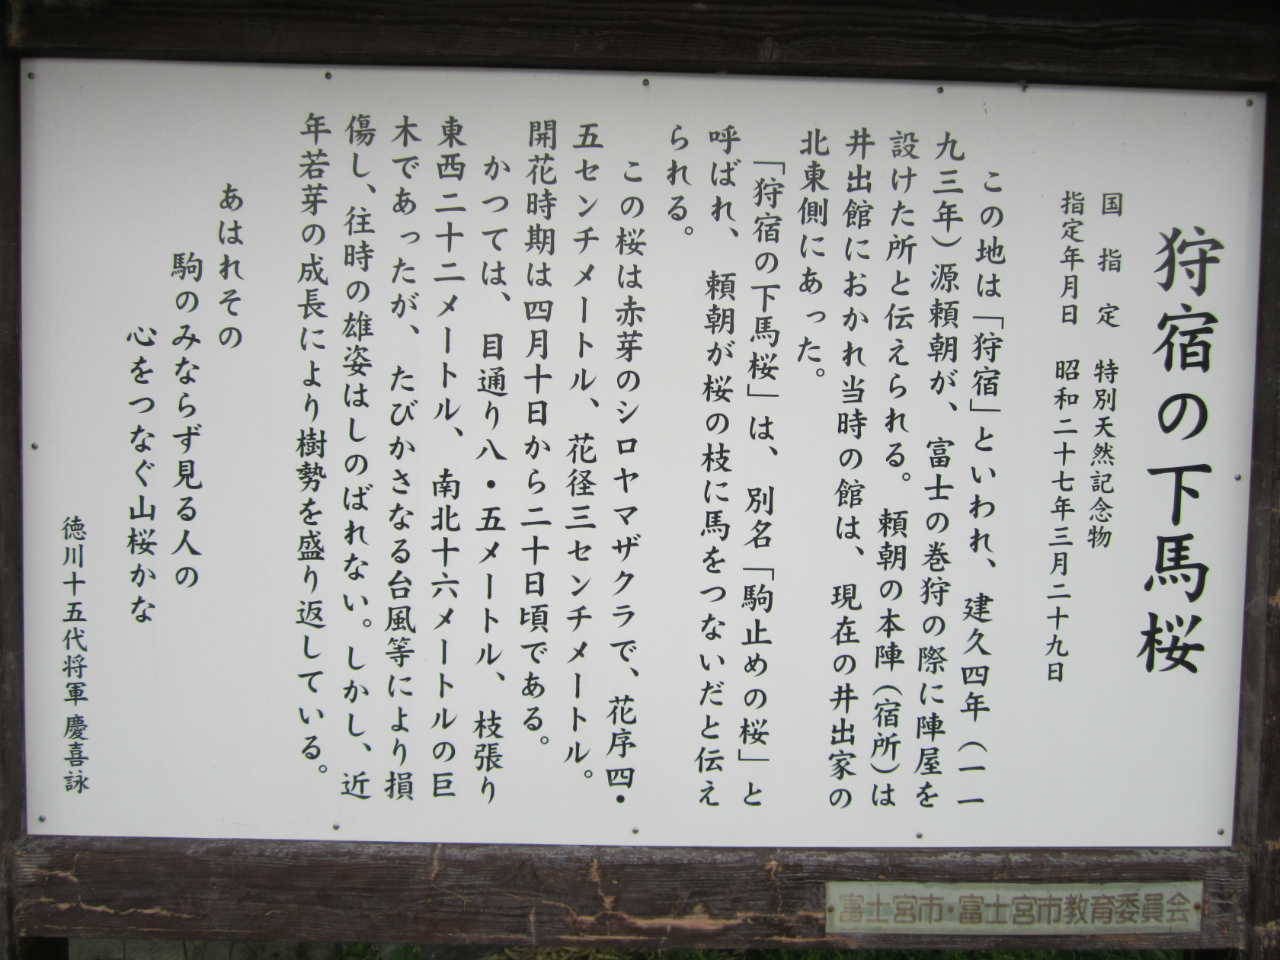 狩宿の下馬桜
国 指 定 特別天然記念物
指定年月日 昭和二十七年三月二十九日
この地は「狩宿」といわれ、建久四年(一一
九三年)源頼朝が、富士の巻狩の際に陣屋を
設けた所と伝えられる。頼朝の本陣(宿所)は
井出館におかれ当時の館は、現在の井出家の
北東側にあった。
「狩宿の下馬桜」は、別名「駒止めの桜」と
呼ばれ、頼朝が桜の枝に馬をつないだと伝え
られる。
この桜は赤芽のシロヤマザクラで、花序四・
五センチメートル、花径三センチメートル。
開花時期は四月十日から二十日頃である。
かつては、目通り八・五メートル、枝張り
東西二十二メートル、南北十六メートルの巨
木であったが、たびかさなる台風等により損
傷し、往時の雄姿はしのばれない。しかし、近
年若芽の成長により樹勢を盛り返している。
あはれその
駒のみならず見る人の
心をつなぐ山桜かな
徳川十五代将軍 慶喜詠
富士宮市・富士宮市教育委員会